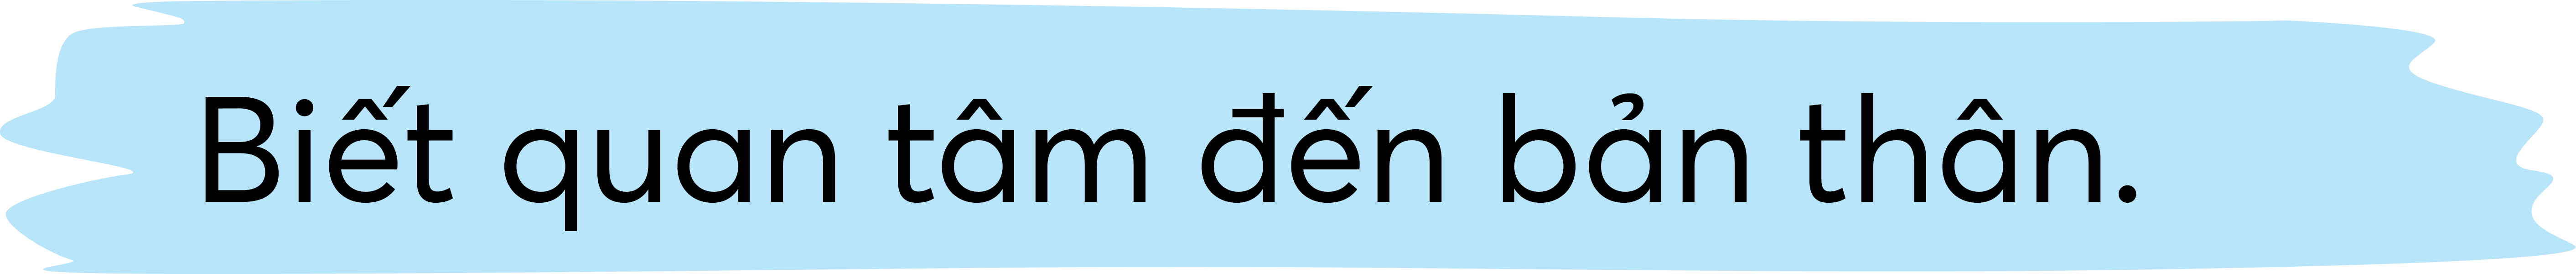 Biết quan tâm đến bản thân.